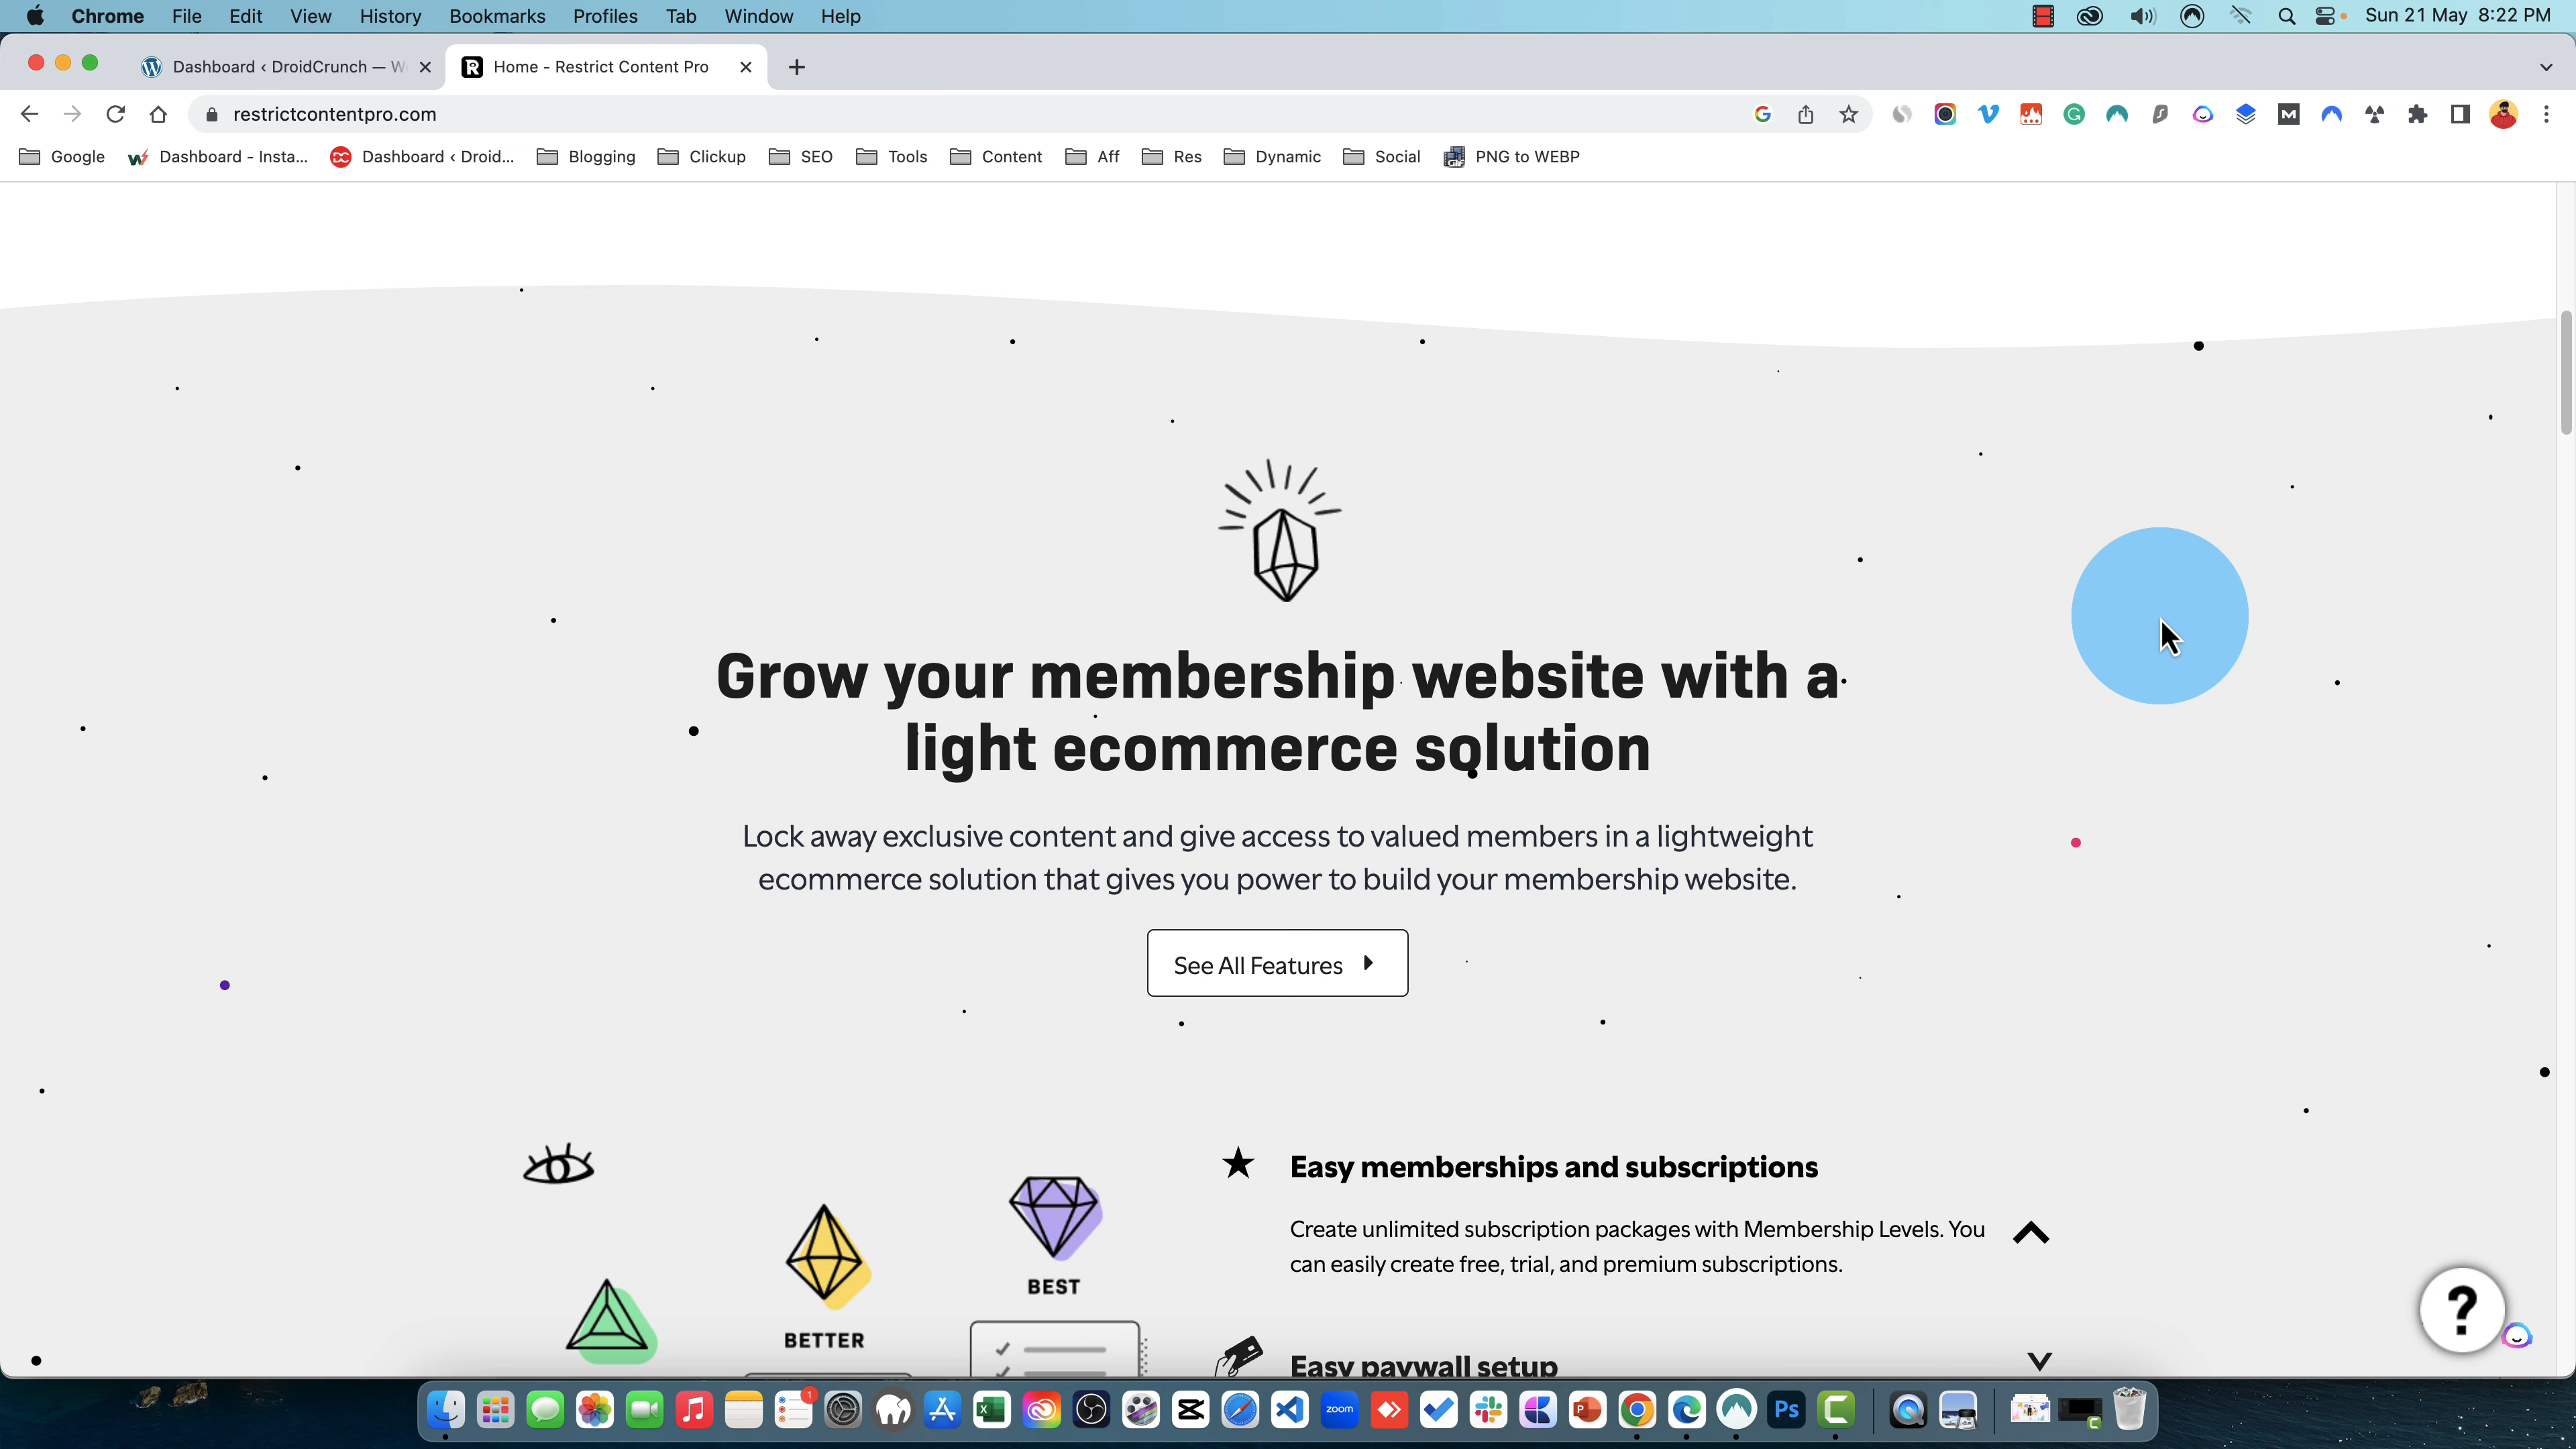 Chrome File Edit View History Bookmarks Profiles Tab Window Help Sun 21 May 8:22 PM
Dashboard ‹ DroidCrunch — W Home - Restrict Content Pro
restrictcontentpro.com
Google Dashboard - Insta... Dashboard ‹ Droid... Blogging Clickup SEO Tools Content Aff Res Dynamic Social PNG to WEBP
Grow your membership website with a
light ecommerce solution
Lock away exclusive content and give access to valued members in a lightweight
ecommerce solution that gives you power to build your membership website.
See All Features
Easy memberships and subscriptions
Create unlimited subscription packages with Membership Levels. You
can easily create free, trial, and premium subscriptions.
BEST
BETTER
Easy paywall setup
?
1
zoom
Ps